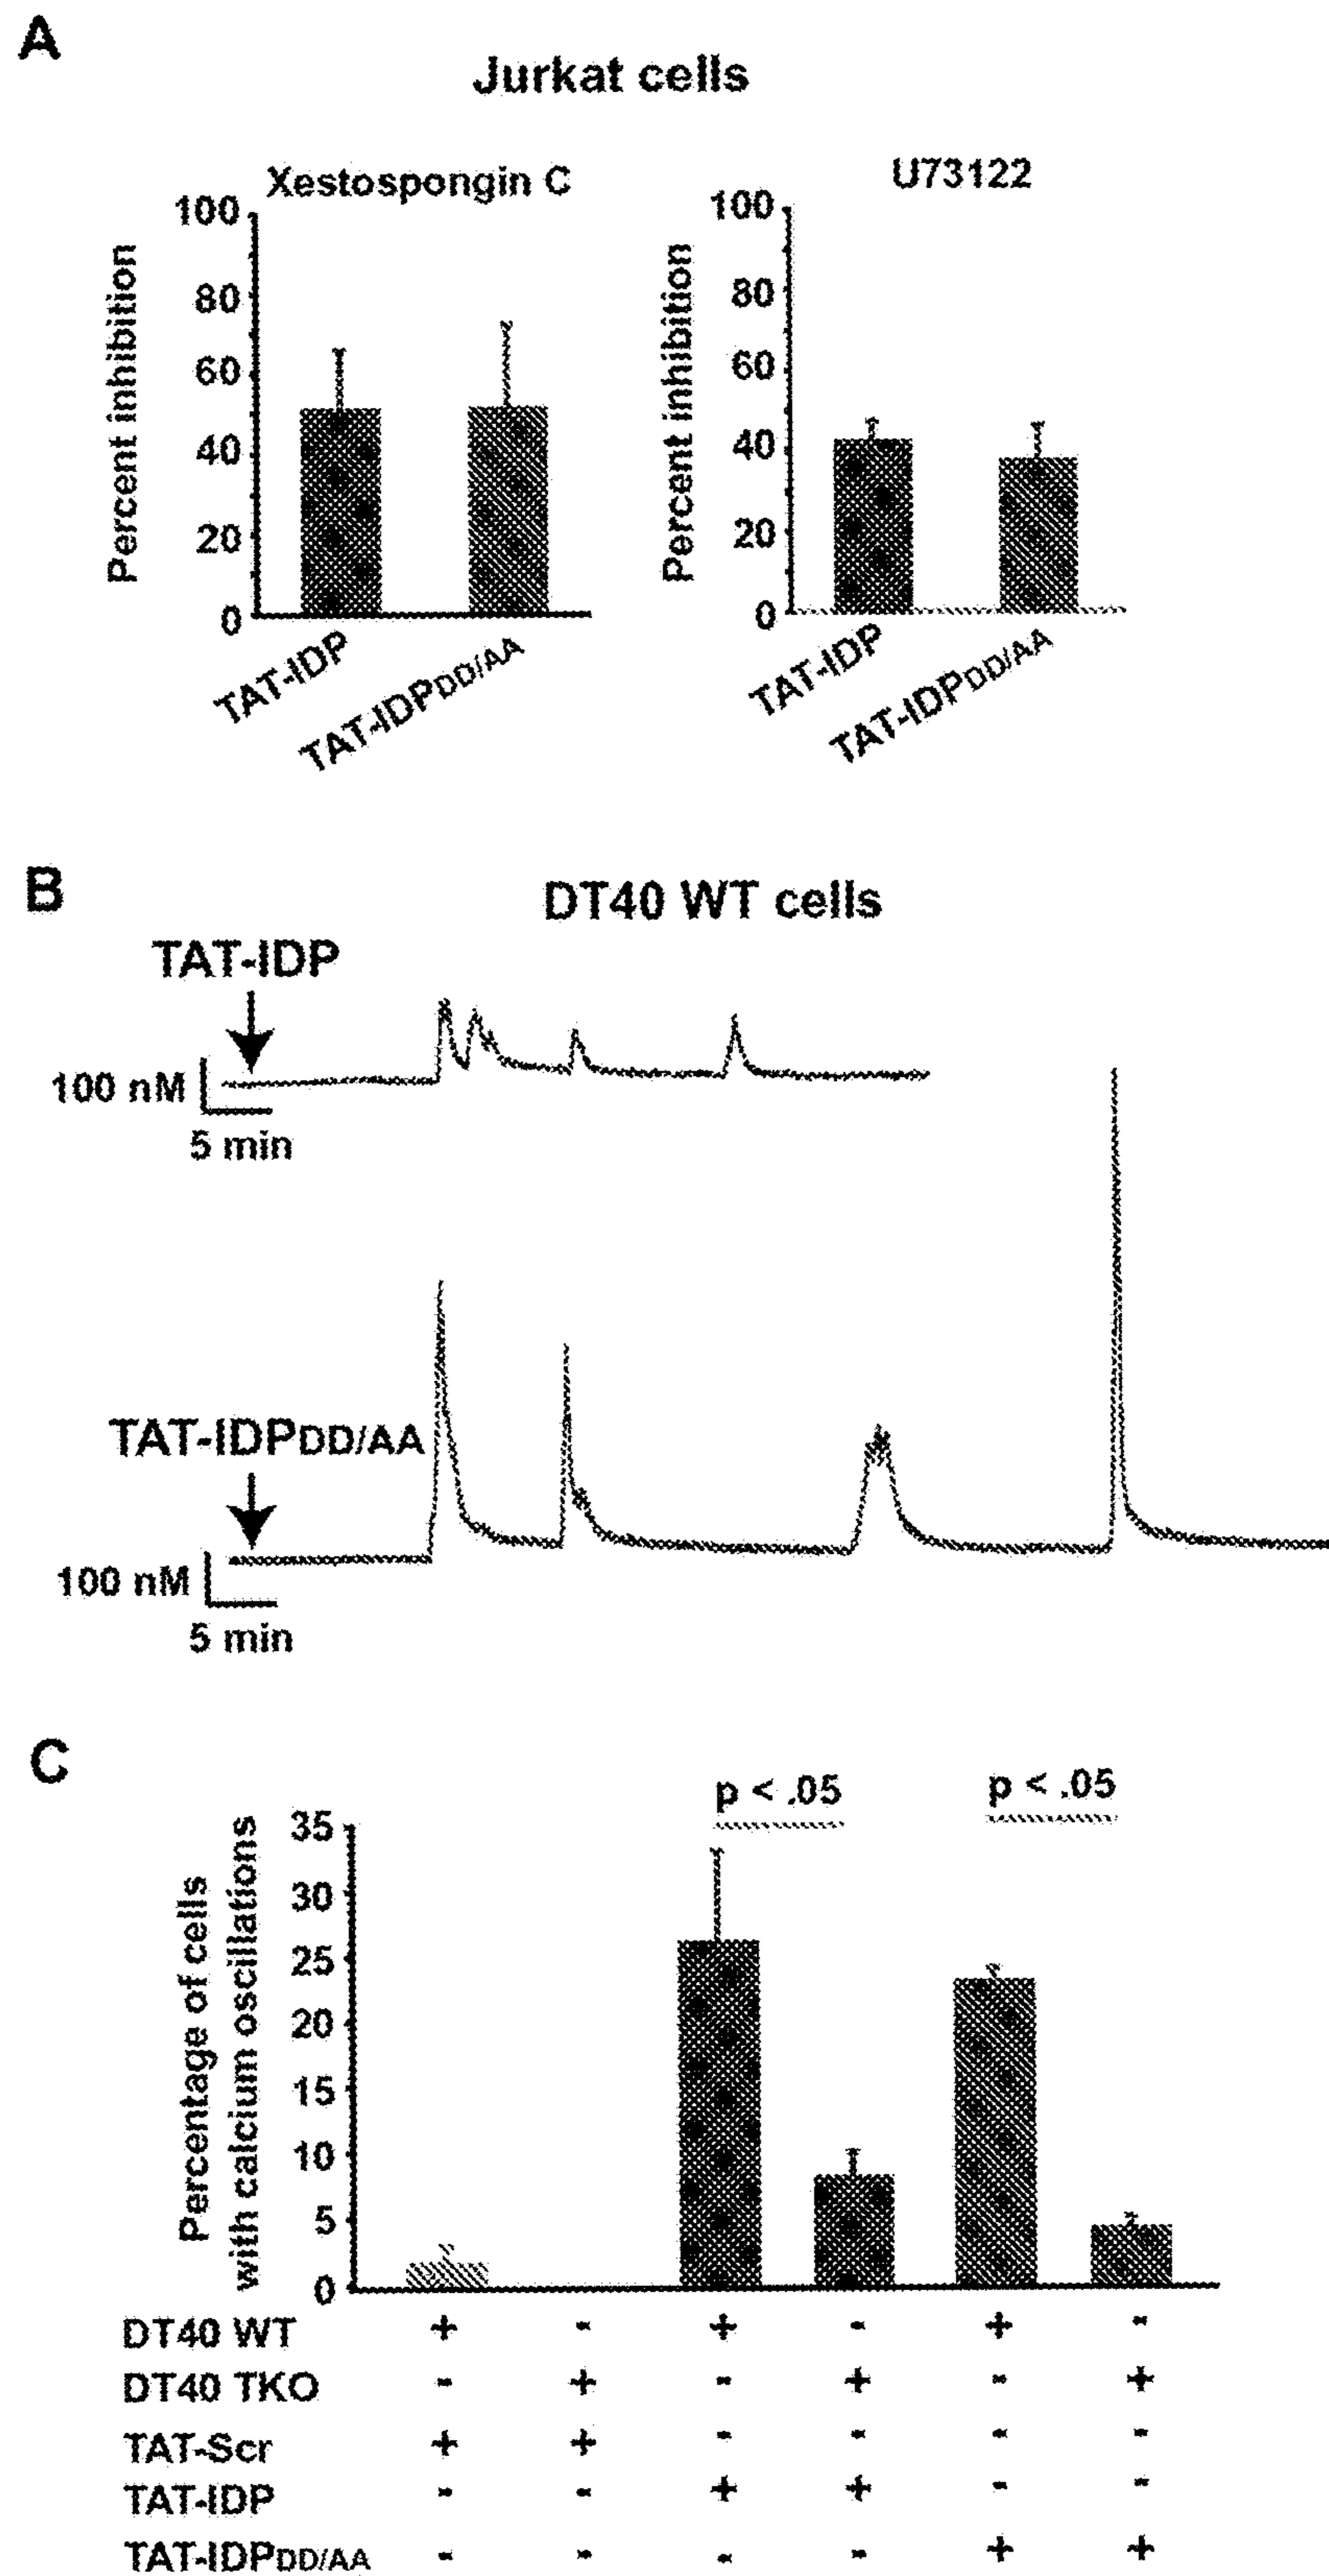 A
Jurkat cells
Xestospongin C
U73122
Percent inhibition
100
80
60
40
20
0
TAT-IDP
TAT-IDPDD/AA
Percent inhibition
100
80
60
40
20
0
TAT-IDP
TAT-IDPDD/AA
B
DT40 WT cells
TAT-IDP
100 nM
5 min
TAT-IDPDD/AA
100 nM
5 min
C
p < .05
p < .05
Percentage of cells
with calcium oscillations
35
30
25
20
15
10
5
0
DT40 WT + - + - + -
DT40 TKO - + - + - +
TAT-Scr + + - - - -
TAT-IDP - - + + - -
TAT-IDPDD/AA - - - - + +